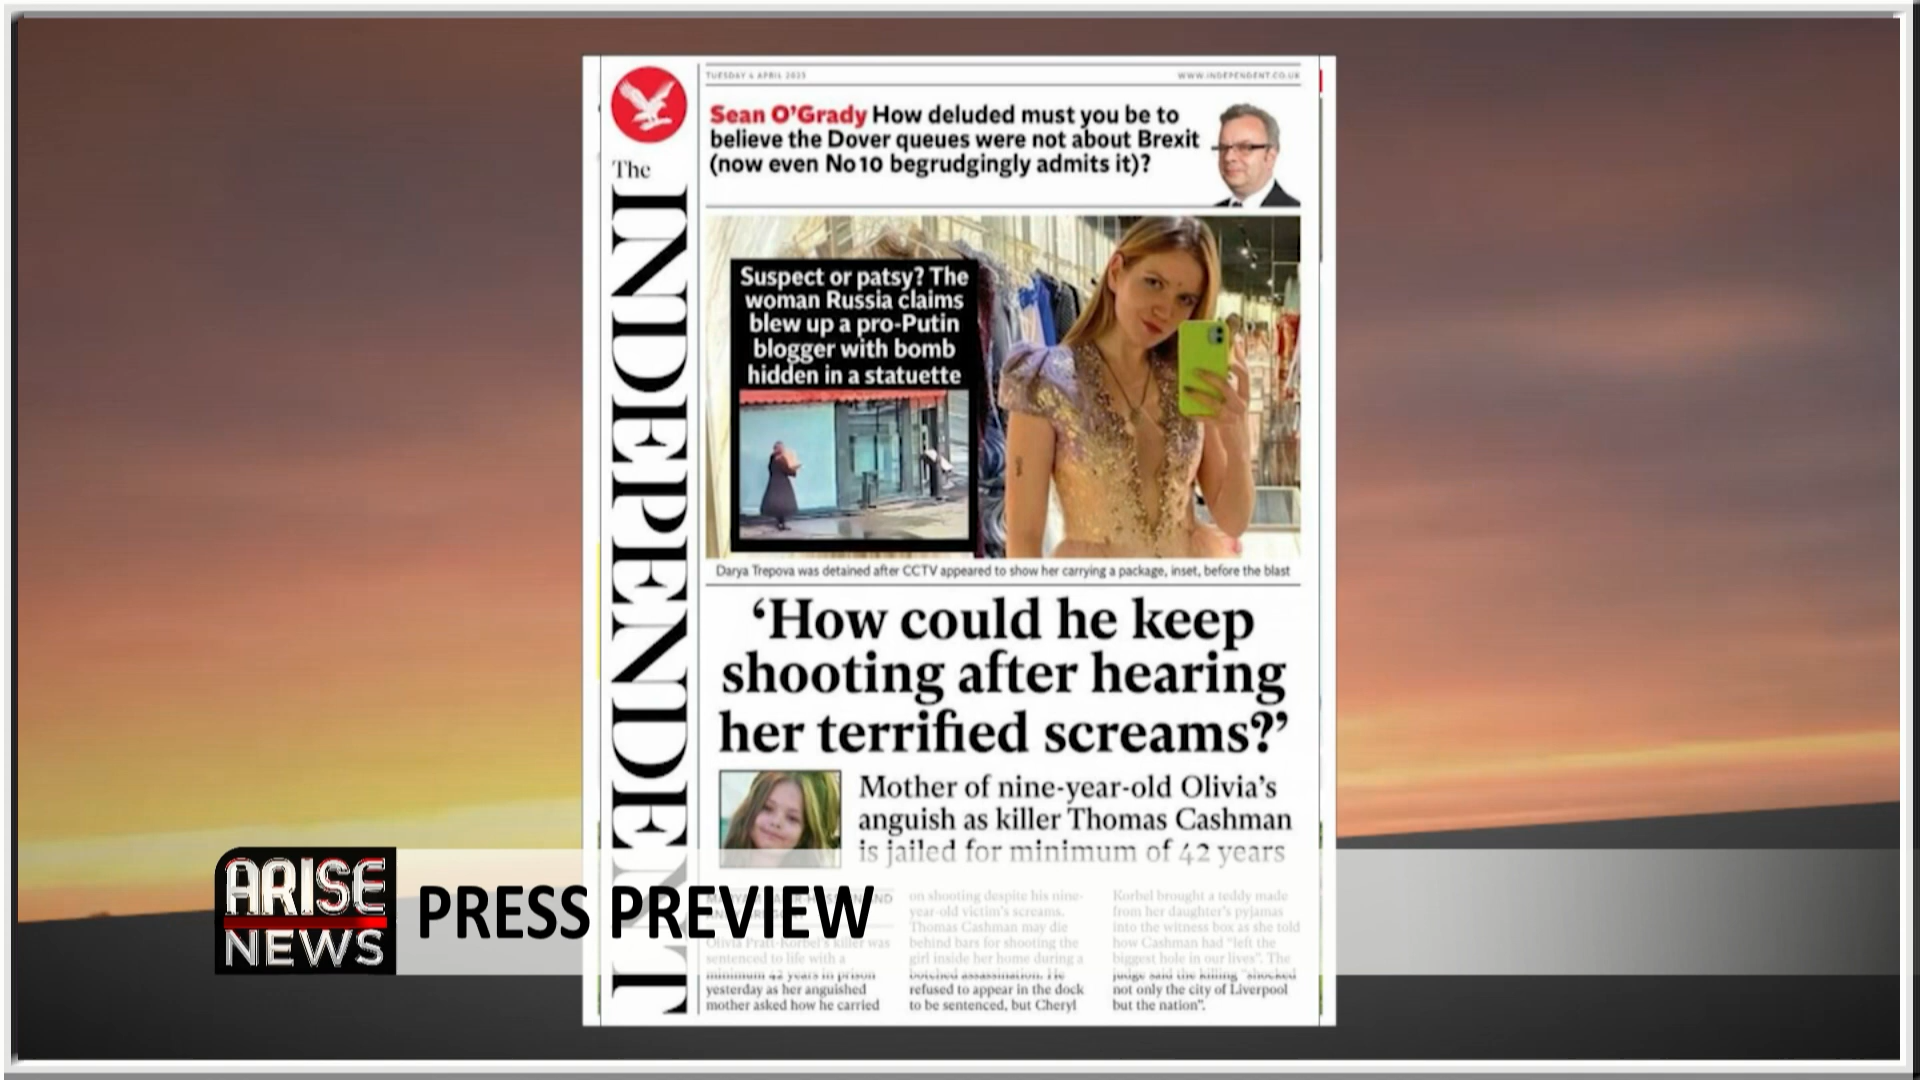 TUESDAY 4 APRIL 2023
WWW.INDEPENDENT.CO.UK
The
INDEPENDENT
Sean O'Grady How deluded must you be to
believe the Dover queues were not about Brexit
(now even No 10 begrudgingly admits it)?
Suspect or patsy? The
woman Russia claims
blew up a pro-Putin
blogger with bomb
hidden in a statuette
Darya Trepova was detained after CCTV appeared to show her carrying a package, inset, before the blast
‘How could he keep
shooting after hearing
her terrified screams?’
Mother of nine-year-old Olivia’s
anguish as killer Thomas Cashman
is jailed for minimum of 42 years
Olivia Pratt-Korbel’s killer was
sentenced to life with a
minimum 42 years in prison
yesterday as her anguished
mother asked how he carried
on shooting despite his nine-
year-old victim’s screams.
Thomas Cashman may die
behind bars for shooting the
girl inside her home during a
botched assassination. He
refused to appear in the dock
to be sentenced, but Cheryl
Korbel brought a teddy made
from her daughter’s pyjamas
into the witness box as she told
how Cashman had “left the
biggest hole in our lives”. The
judge said the killing “shocked
not only the city of Liverpool
but the nation”.
ARISE
NEWS
PRESS PREVIEW